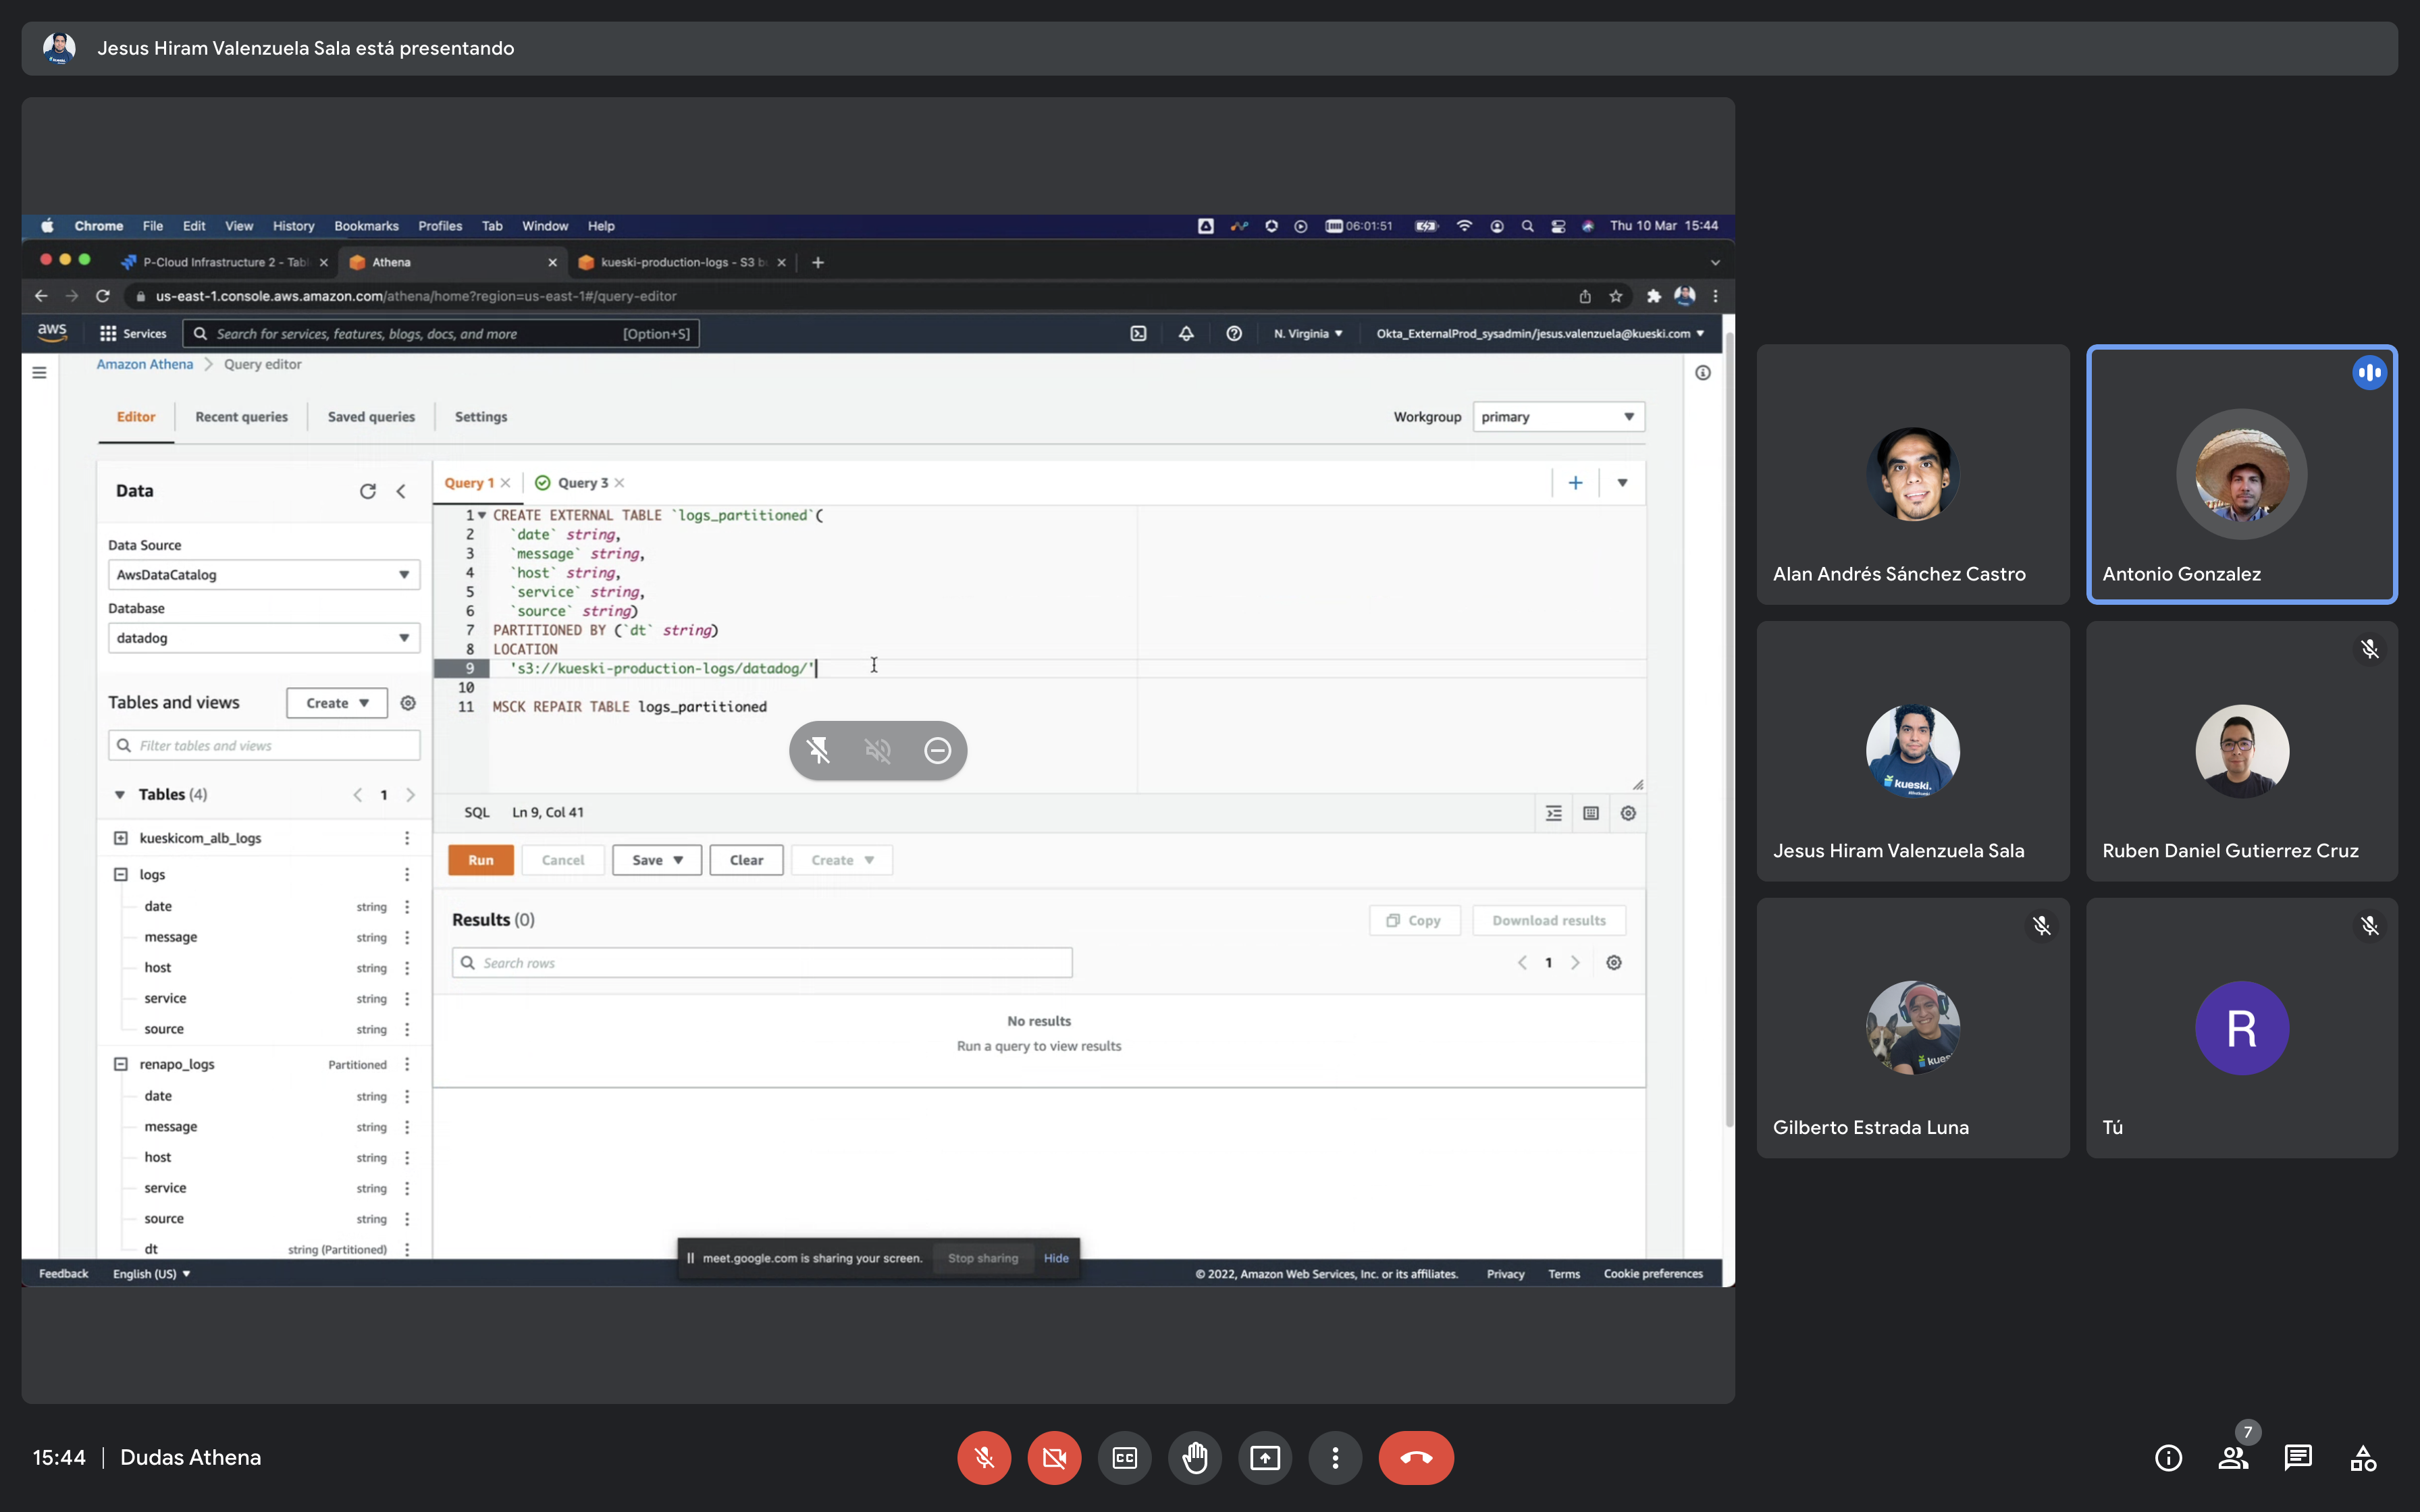 Jesus Hiram Valenzuela Sala está presentando
Chrome File Edit View History Bookmarks Profiles Tab Window Help
06:01:51
Thu 10 Mar 15:44
P-Cloud Infrastructure 2 - Tab
Athena
kueski-production-logs - S3 b
us-east-1.console.aws.amazon.com/athena/home?region=us-east-1#/query-editor
aws
Services
Search for services, features, blogs, docs, and more
[Option+S]
N. Virginia
Okta_ExternalProd_sysadmin/jesus.valenzuela@kueski.com
Amazon Athena
Query editor
Editor
Recent queries
Saved queries
Settings
Workgroup
primary
Data
Data Source
AwsDataCatalog
Database
datadog
Tables and views
Create
Filter tables and views
Tables (4)
1
kueskicom_alb_logs
logs
date string
message string
host string
service string
source string
renapo_logs Partitioned
date string
message string
host string
service string
source string
dt string (Partitioned)
Query 1
Query 3
1 CREATE EXTERNAL TABLE `logs_partitioned`(
2 `date` string,
3 `message` string,
4 `host` string,
5 `service` string,
6 `source` string)
7 PARTITIONED BY (`dt` string)
8 LOCATION
9 's3://kueski-production-logs/datadog/'
10
11 MSCK REPAIR TABLE logs_partitioned
SQL
Ln 9, Col 41
Run
Cancel
Save
Clear
Create
Results (0)
Copy
Download results
Search rows
1
No results
Run a query to view results
meet.google.com is sharing your screen.
Stop sharing
Hide
Feedback
English (US)
© 2022, Amazon Web Services, Inc. or its affiliates.
Privacy
Terms
Cookie preferences
Alan Andrés Sánchez Castro
Antonio Gonzalez
kueski.
Jesus Hiram Valenzuela Sala
Ruben Daniel Gutierrez Cruz
Gilberto Estrada Luna
R
Tú
15:44
Dudas Athena
7